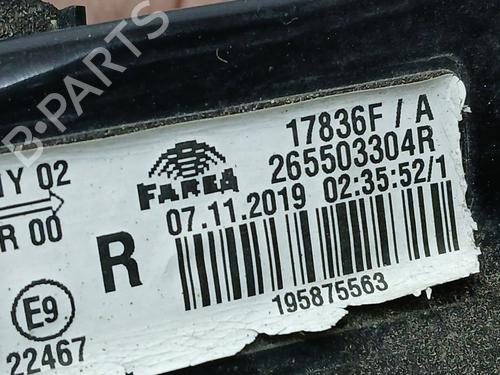 B-PARTS
17836F / A
265503304R
FARBA
07.11.2019 02:35:52/1
02
R 00
R
195875563
E9
22467